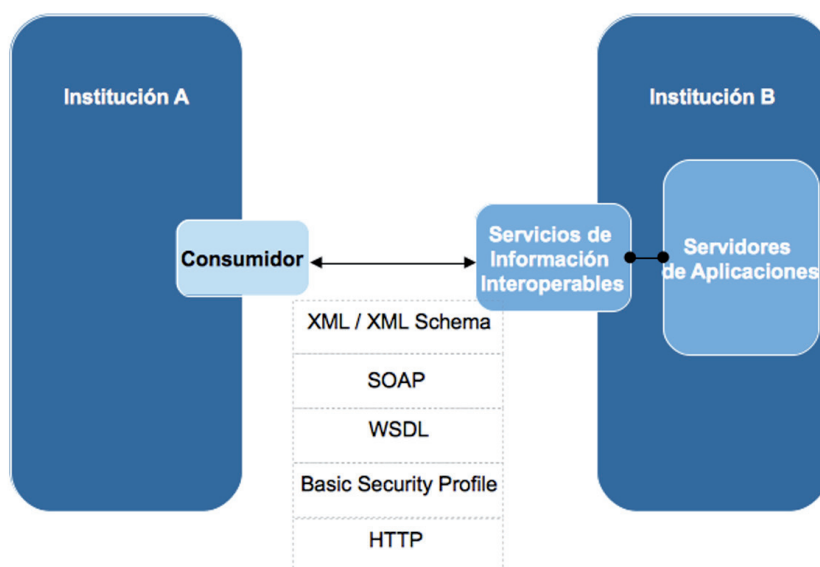 Institución A
Institución B
Consumidor
Servicios de
Información
Interoperables
Servidores
de Aplicaciones
XML / XML Schema
SOAP
WSDL
Basic Security Profile
HTTP